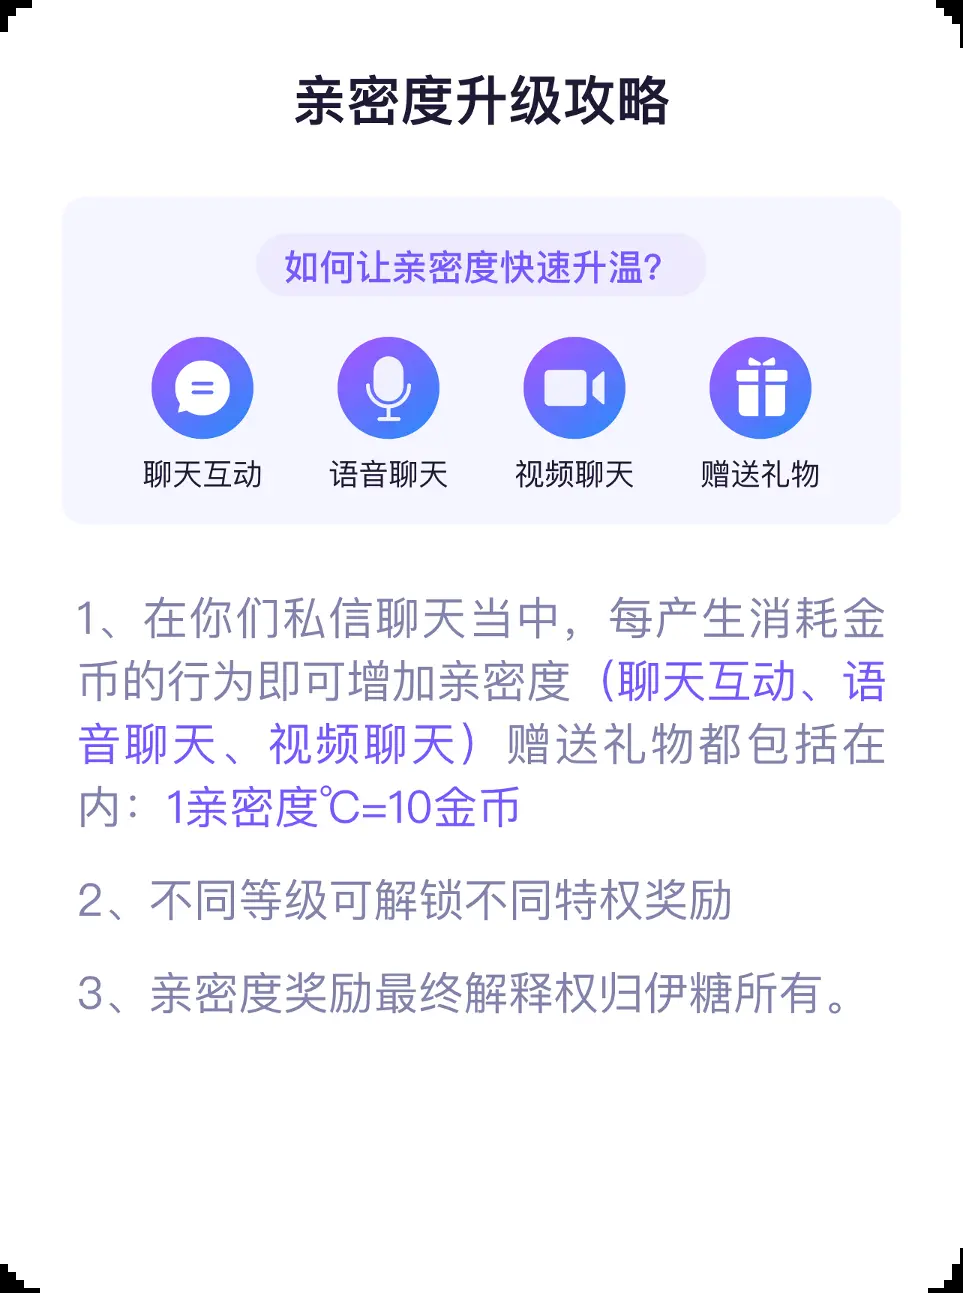 亲密度升级攻略
如何让亲密度快速升温?
聊天互动 语音聊天 视频聊天 赠送礼物
1、在你们私信聊天当中，每产生消耗金
币的行为即可增加亲密度（聊天互动、语
音聊天、视频聊天）赠送礼物都包括在
内：1亲密度℃=10金币
2、不同等级可解锁不同特权奖励
3、亲密度奖励最终解释权归伊糖所有。